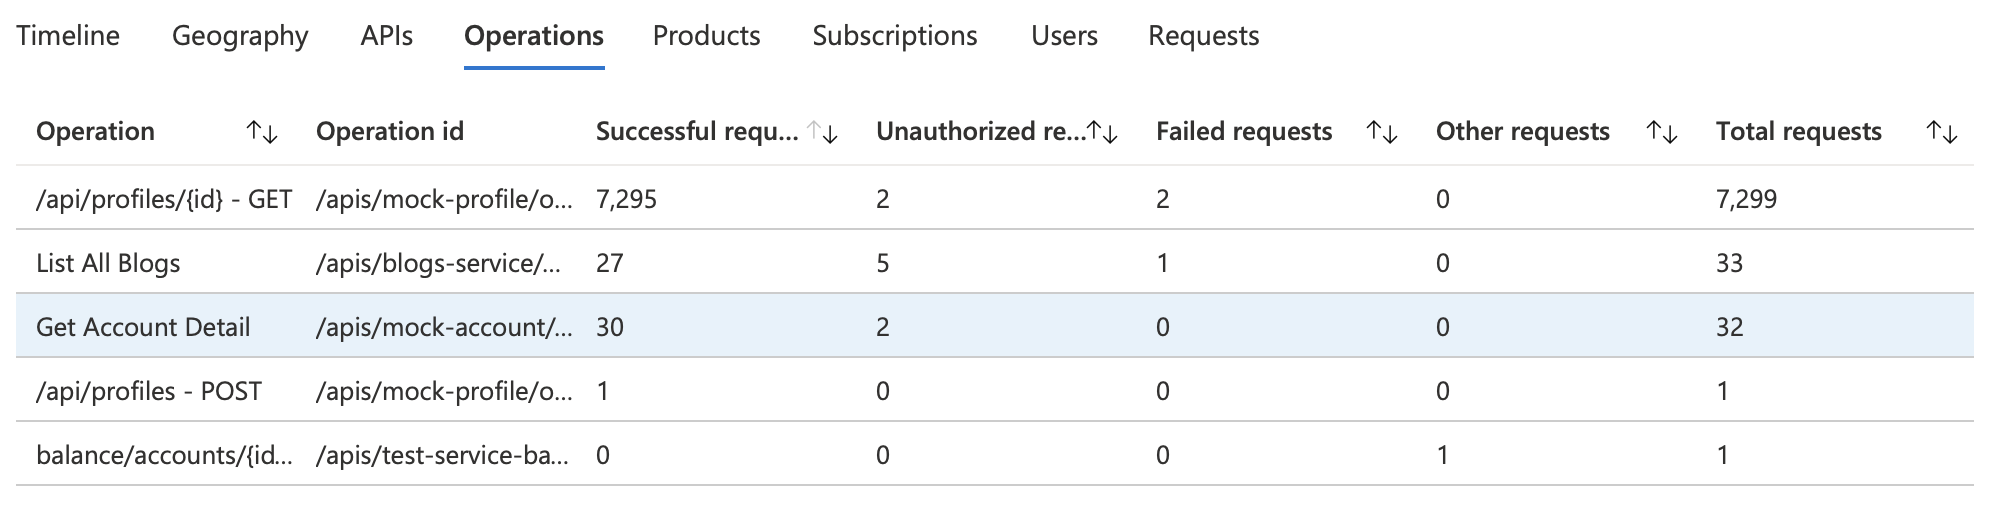 Timeline Geography APIs Operations Products Subscriptions Users Requests
Operation ↑↓ Operation id Successful requ... ↑↓ Unauthorized re... ↑↓ Failed requests ↑↓ Other requests ↑↓ Total requests ↑↓
/api/profiles/{id} - GET /apis/mock-profile/o... 7,295 2 2 0 7,299
List All Blogs /apis/blogs-service/... 27 5 1 0 33
Get Account Detail /apis/mock-account/... 30 2 0 0 32
/api/profiles - POST /apis/mock-profile/o... 1 0 0 0 1
balance/accounts/{id... /apis/test-service-ba... 0 0 0 1 1